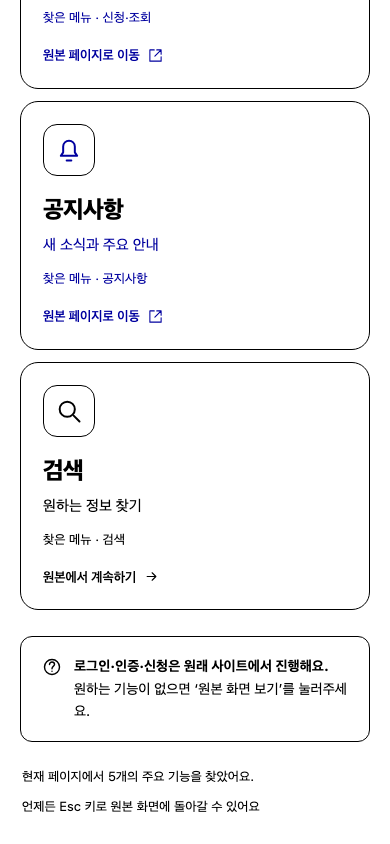 찾은 메뉴 · 신청·조회
원본 페이지로 이동
공지사항
새 소식과 주요 안내
찾은 메뉴 · 공지사항
원본 페이지로 이동
검색
원하는 정보 찾기
찾은 메뉴 · 검색
원본에서 계속하기 →
로그인·인증·신청은 원래 사이트에서 진행해요.
원하는 기능이 없으면 ‘원본 화면 보기’를 눌러주세
요.
현재 페이지에서 5개의 주요 기능을 찾았어요.
언제든 Esc 키로 원본 화면에 돌아갈 수 있어요